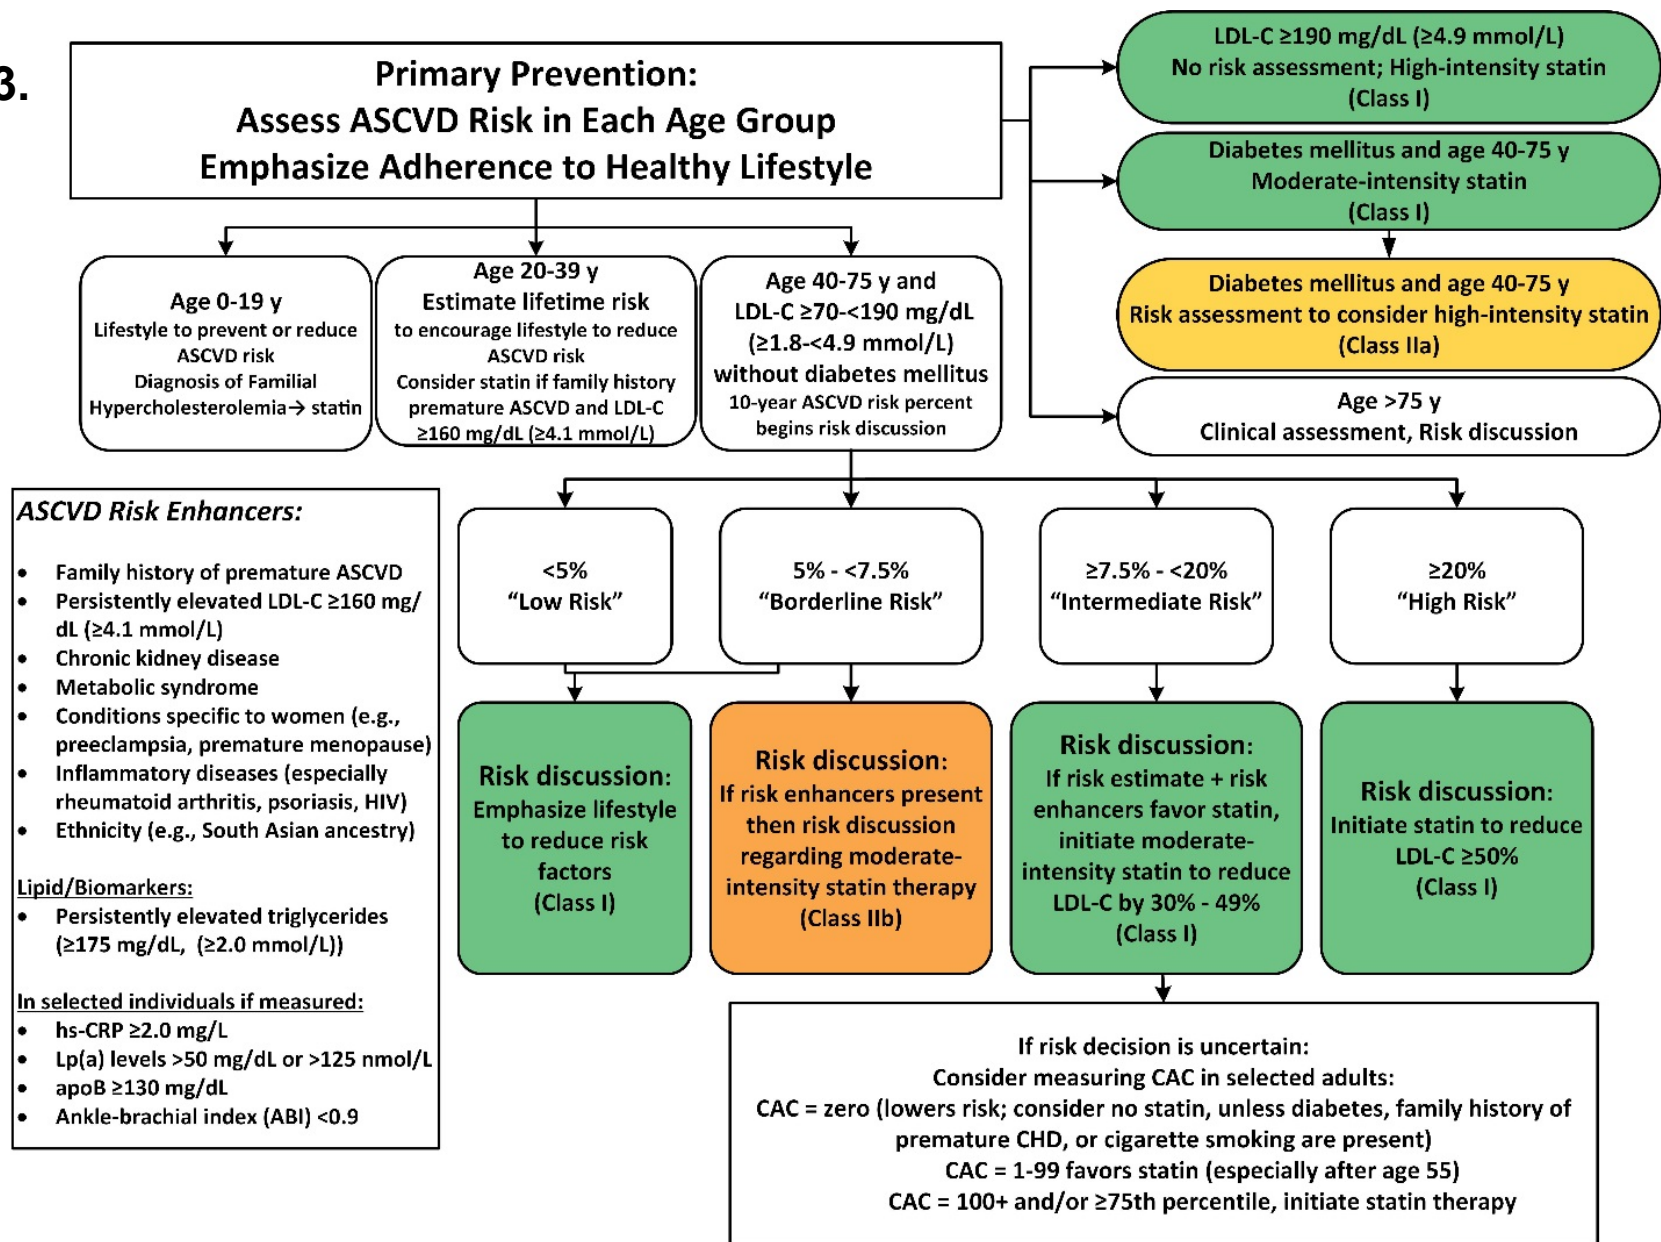 3.
Primary Prevention:
Assess ASCVD Risk in Each Age Group
Emphasize Adherence to Healthy Lifestyle
LDL-C ≥190 mg/dL (≥4.9 mmol/L)
No risk assessment; High-intensity statin
(Class I)
Diabetes mellitus and age 40-75 y
Moderate-intensity statin
(Class I)
Diabetes mellitus and age 40-75 y
Risk assessment to consider high-intensity statin
(Class IIa)
Age >75 y
Clinical assessment, Risk discussion
Age 0-19 y
Lifestyle to prevent or reduce
ASCVD risk
Diagnosis of Familial
Hypercholesterolemia→ statin
Age 20-39 y
Estimate lifetime risk
to encourage lifestyle to reduce
ASCVD risk
Consider statin if family history
premature ASCVD and LDL-C
≥160 mg/dL (≥4.1 mmol/L)
Age 40-75 y and
LDL-C ≥70-<190 mg/dL
(≥1.8-<4.9 mmol/L)
without diabetes mellitus
10-year ASCVD risk percent
begins risk discussion
ASCVD Risk Enhancers:
• Family history of premature ASCVD
• Persistently elevated LDL-C ≥160 mg/
dL (≥4.1 mmol/L)
• Chronic kidney disease
• Metabolic syndrome
• Conditions specific to women (e.g.,
preeclampsia, premature menopause)
• Inflammatory diseases (especially
rheumatoid arthritis, psoriasis, HIV)
• Ethnicity (e.g., South Asian ancestry)
Lipid/Biomarkers:
• Persistently elevated triglycerides
(≥175 mg/dL, (≥2.0 mmol/L))
In selected individuals if measured:
• hs-CRP ≥2.0 mg/L
• Lp(a) levels >50 mg/dL or >125 nmol/L
• apoB ≥130 mg/dL
• Ankle-brachial index (ABI) <0.9
<5%
“Low Risk”
5% - <7.5%
“Borderline Risk”
≥7.5% - <20%
“Intermediate Risk”
≥20%
“High Risk”
Risk discussion:
Emphasize lifestyle
to reduce risk
factors
(Class I)
Risk discussion:
If risk enhancers present
then risk discussion
regarding moderate-
intensity statin therapy
(Class IIb)
Risk discussion:
If risk estimate + risk
enhancers favor statin,
initiate moderate-
intensity statin to reduce
LDL-C by 30% - 49%
(Class I)
Risk discussion:
Initiate statin to reduce
LDL-C ≥50%
(Class I)
If risk decision is uncertain:
Consider measuring CAC in selected adults:
CAC = zero (lowers risk; consider no statin, unless diabetes, family history of
premature CHD, or cigarette smoking are present)
CAC = 1-99 favors statin (especially after age 55)
CAC = 100+ and/or ≥75th percentile, initiate statin therapy